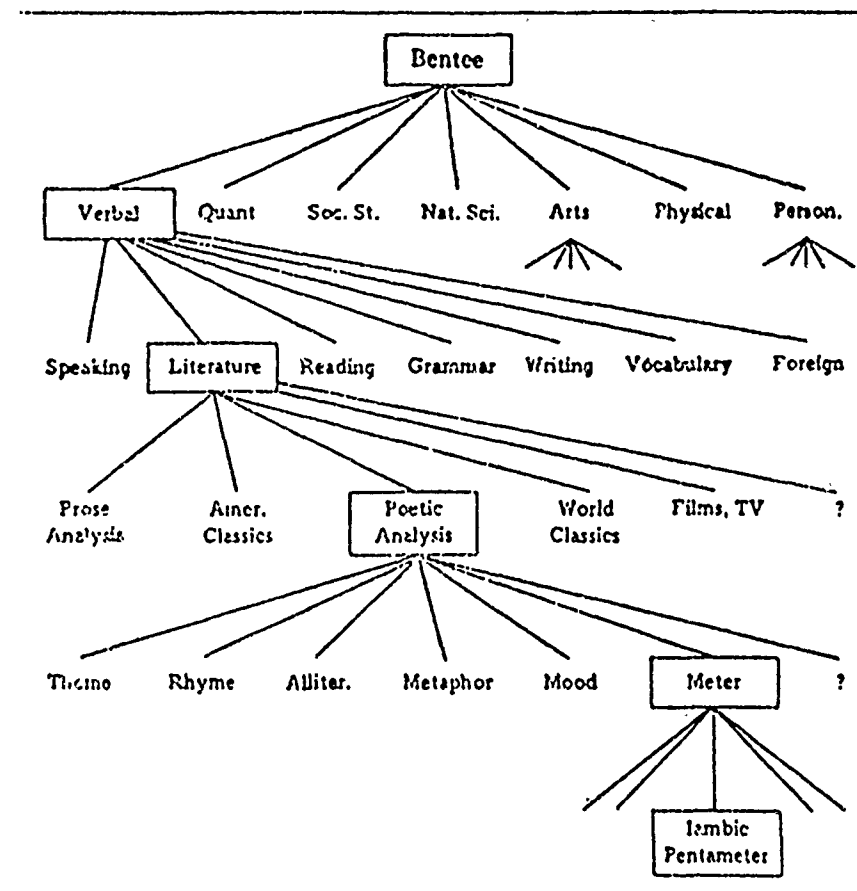 Bentee
Verbal Quant Soc. St. Nat. Sci. Arts Physical Person.
Speaking Literature Reading Grammar Writing Vocabulary Foreign
Prose Amer. Poetic World Films, TV ?
Analysis Classics Analysis Classics
Theme Rhyme Alliter. Metaphor Mood Meter ?
Iambic
Pentameter